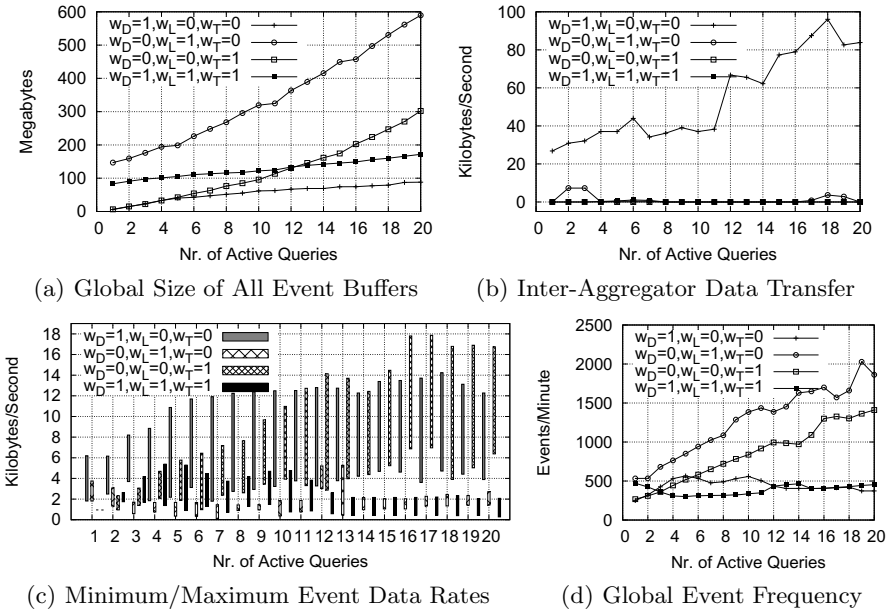 600
500
400
300
200
100
0
Megabytes
w_D=1,w_L=0,w_T=0
w_D=0,w_L=1,w_T=0
w_D=0,w_L=0,w_T=1
w_D=1,w_L=1,w_T=1
0 2 4 6 8 10 12 14 16 18 20
Nr. of Active Queries
(a) Global Size of All Event Buffers
100
80
60
40
20
0
Kilobytes/Second
w_D=1,w_L=0,w_T=0
w_D=0,w_L=1,w_T=0
w_D=0,w_L=0,w_T=1
w_D=1,w_L=1,w_T=1
0 2 4 6 8 10 12 14 16 18 20
Nr. of Active Queries
(b) Inter-Aggregator Data Transfer
18
16
14
12
10
8
6
4
2
0
Kilobytes/Second
w_D=1,w_L=0,w_T=0
w_D=0,w_L=1,w_T=0
w_D=0,w_L=0,w_T=1
w_D=1,w_L=1,w_T=1
1 2 3 4 5 6 7 8 9 10 11 12 13 14 15 16 17 18 19 20
Nr. of Active Queries
(c) Minimum/Maximum Event Data Rates
2500
2000
1500
1000
500
0
Events/Minute
w_D=1,w_L=0,w_T=0
w_D=0,w_L=1,w_T=0
w_D=0,w_L=0,w_T=1
w_D=1,w_L=1,w_T=1
0 2 4 6 8 10 12 14 16 18 20
Nr. of Active Queries
(d) Global Event Frequency